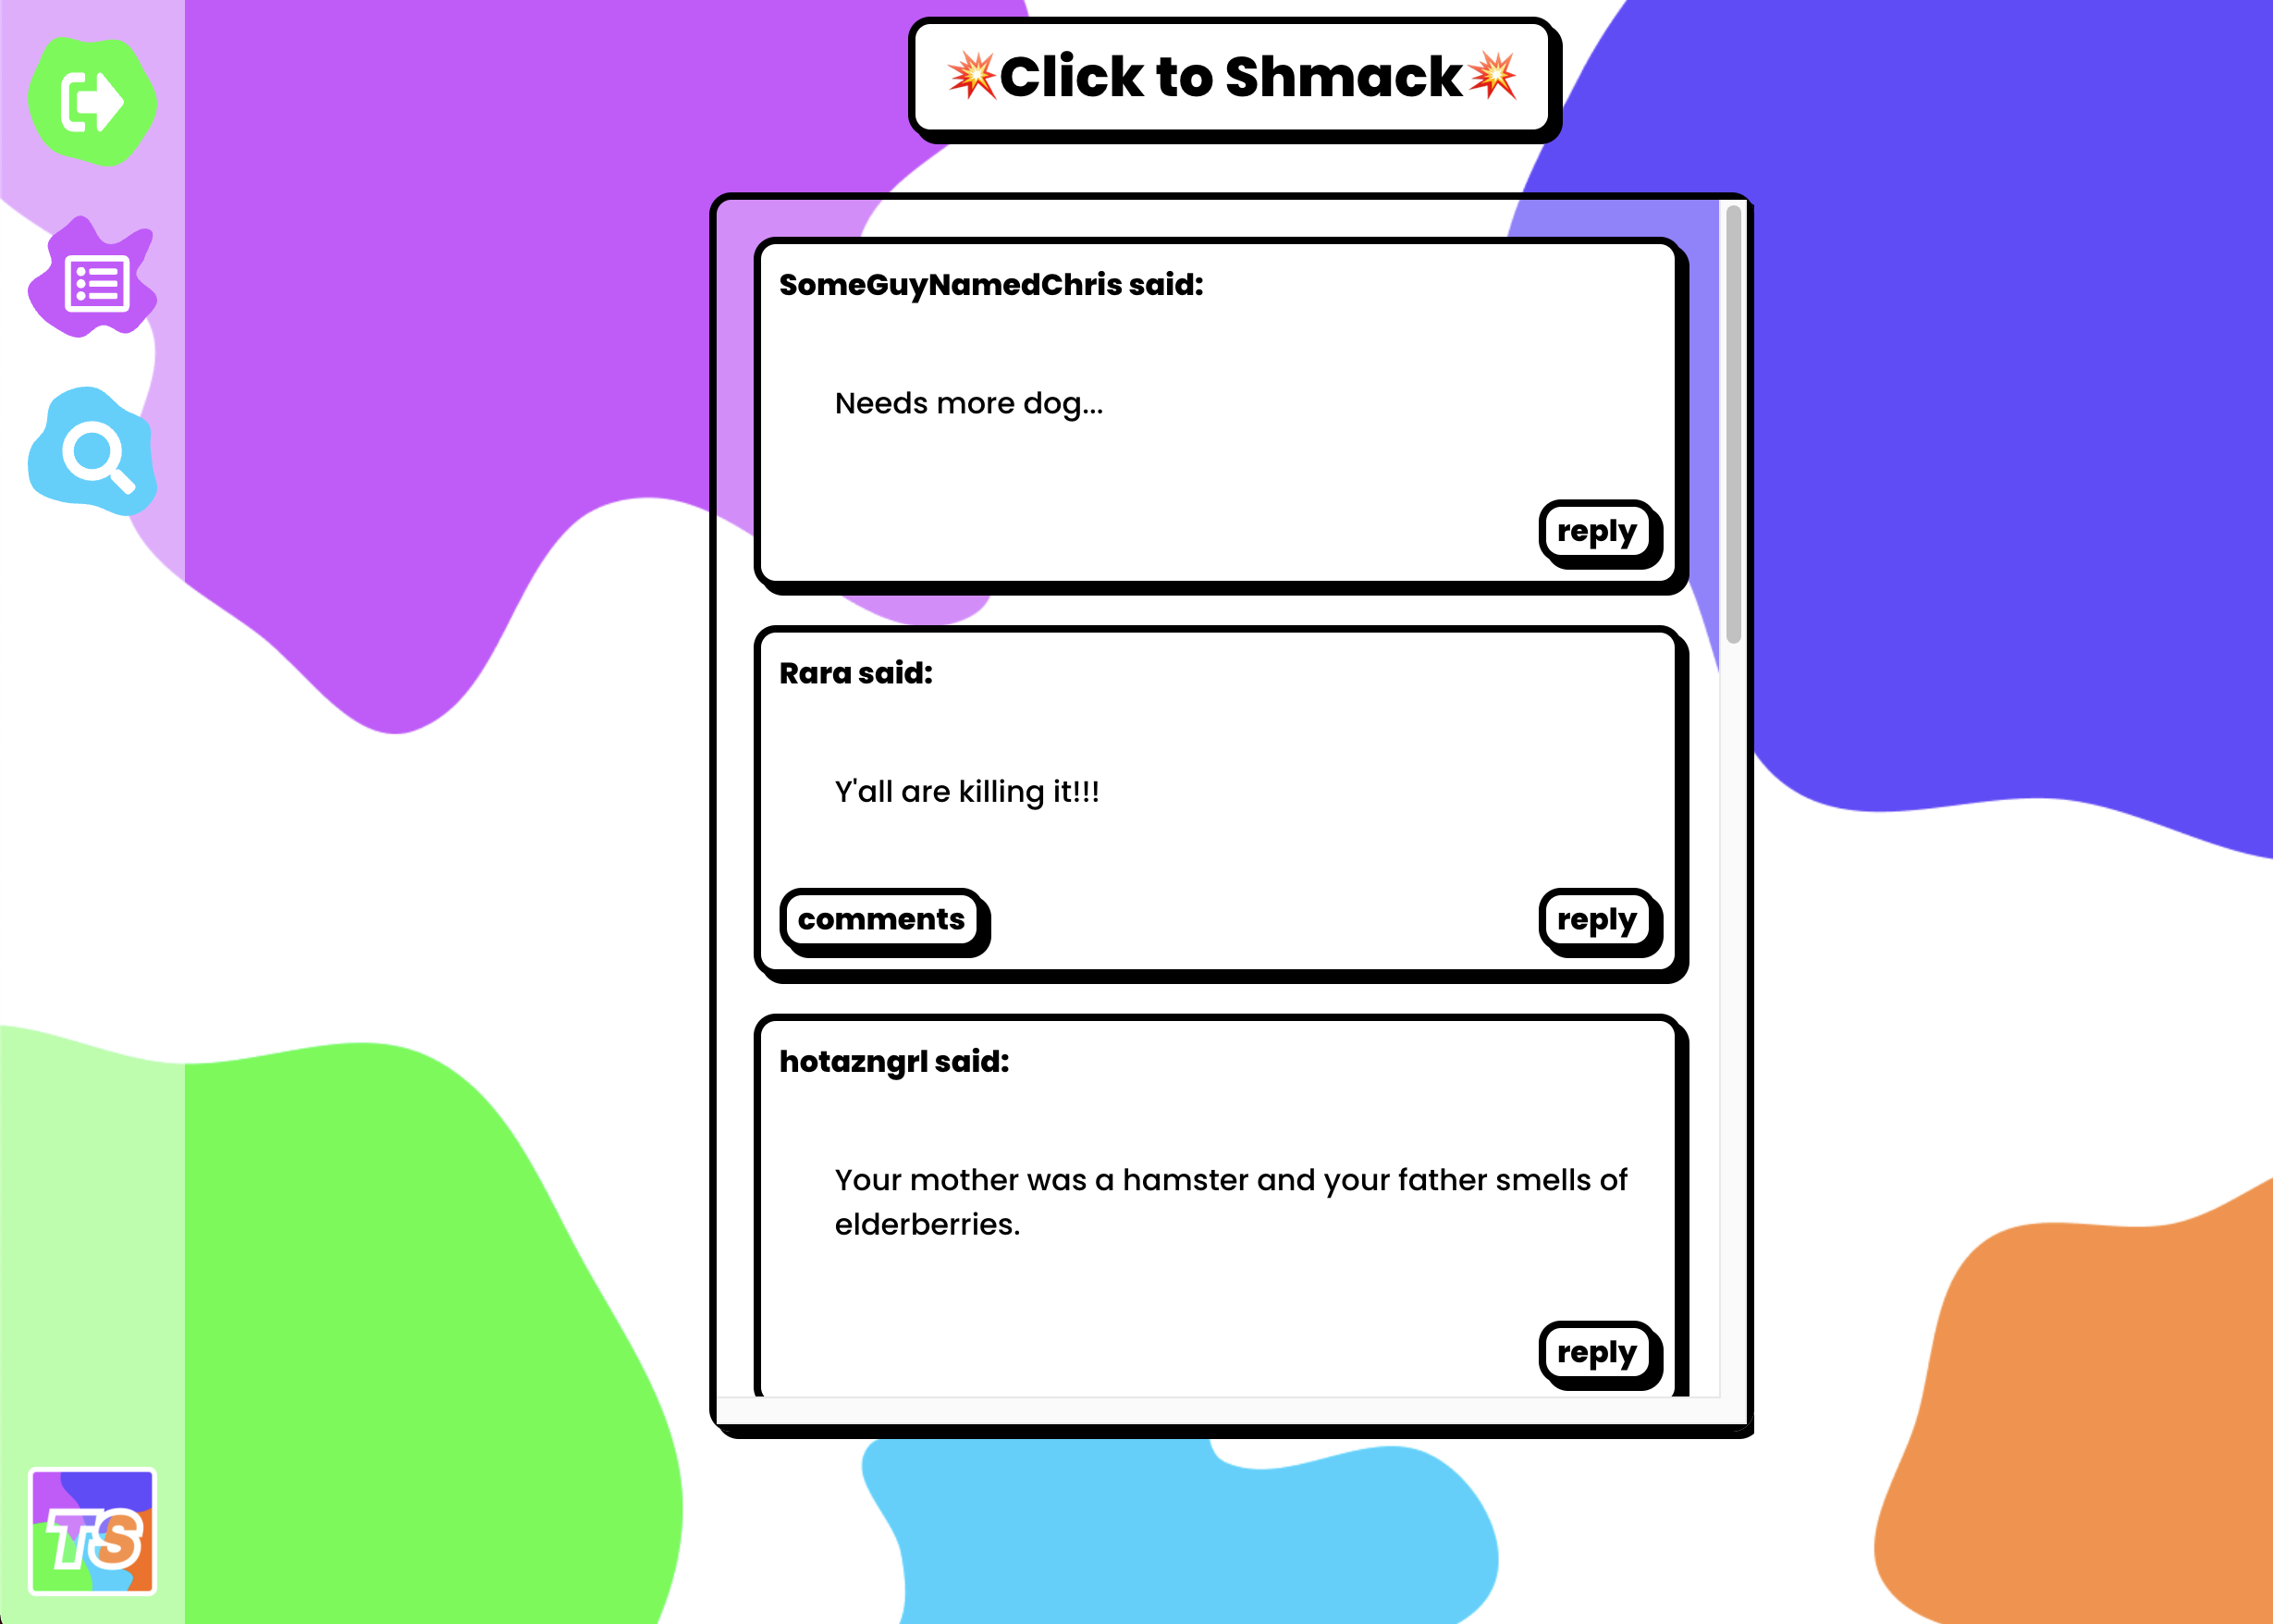 💥Click to Shmack💥
SomeGuyNamedChris said:
Needs more dog...
reply
Rara said:
Y'all are killing it!!!
comments
reply
hotazngrl said:
Your mother was a hamster and your father smells of
elderberries.
reply
TS